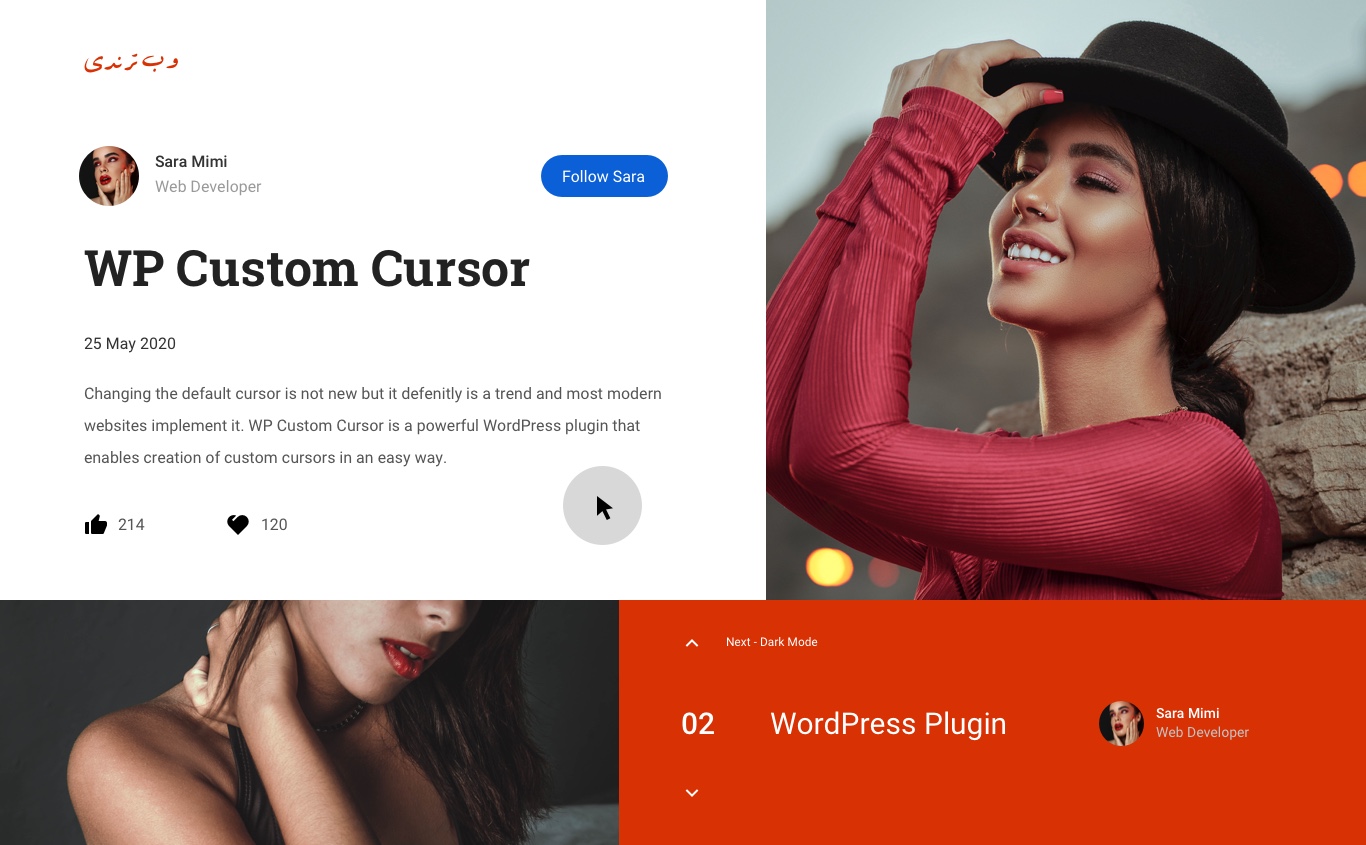 وب ترندی
Sara Mimi
Web Developer
Follow Sara
WP Custom Cursor
25 May 2020
Changing the default cursor is not new but it defenitly is a trend and most modern
websites implement it. WP Custom Cursor is a powerful WordPress plugin that
enables creation of custom cursors in an easy way.
214
120
Next - Dark Mode
02
WordPress Plugin
Sara Mimi
Web Developer